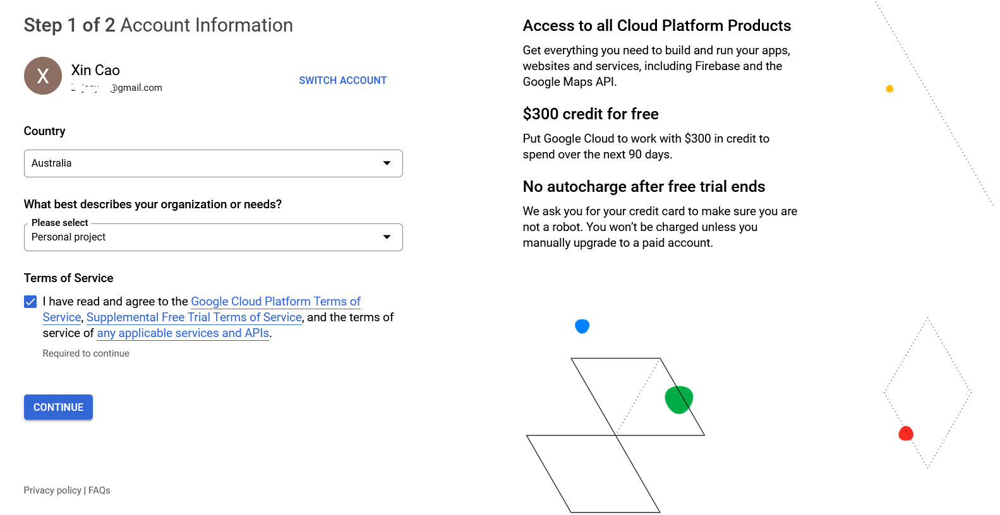 Step 1 of 2 Account Information
X
Xin Cao
@gmail.com
SWITCH ACCOUNT
Country
Australia
What best describes your organization or needs?
Please select
Personal project
Terms of Service
I have read and agree to the Google Cloud Platform Terms of
Service, Supplemental Free Trial Terms of Service, and the terms of
service of any applicable services and APIs.
Required to continue
CONTINUE
Privacy policy | FAQs
Access to all Cloud Platform Products
Get everything you need to build and run your apps,
websites and services, including Firebase and the
Google Maps API.
$300 credit for free
Put Google Cloud to work with $300 in credit to
spend over the next 90 days.
No autocharge after free trial ends
We ask you for your credit card to make sure you are
not a robot. You won’t be charged unless you
manually upgrade to a paid account.